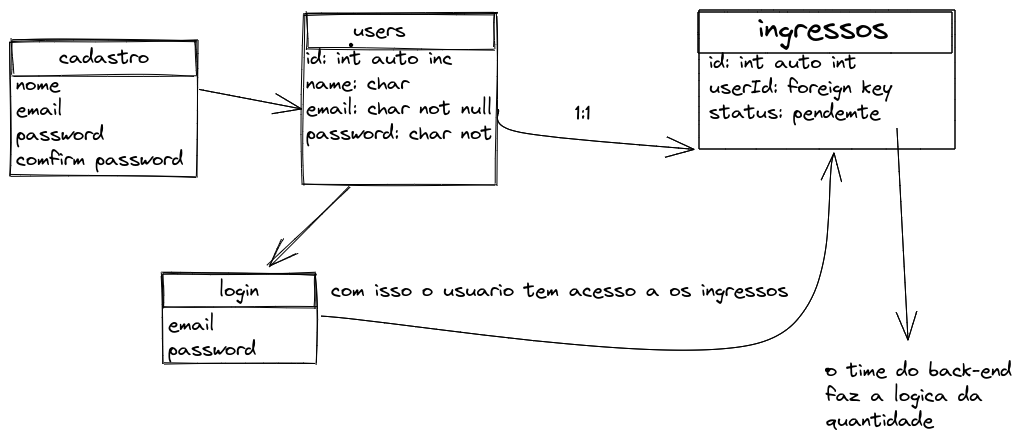 cadastro
nome
email
password
comfirm password
users
id: int auto inc
name: char
email: char not null
password: char not
1:1
ingressos
id: int auto int
userId: foreign key
status: pendemte
login
email
password
com isso o usuario tem acesso a os ingressos
o time do back-end
faz a logica da
quantidade